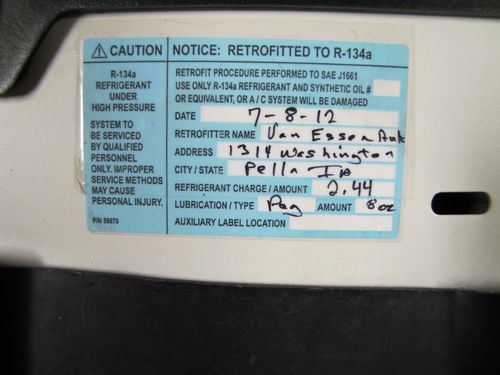 CAUTION
R-134a
REFRIGERANT
UNDER
HIGH PRESSURE
SYSTEM TO
BE SERVICED
BY QUALIFIED
PERSONNEL
ONLY. IMPROPER
SERVICE METHODS
MAY CAUSE
PERSONAL INJURY.
P/N 58970
NOTICE: RETROFITTED TO R-134a
RETROFIT PROCEDURE PERFORMED TO SAE J1661
USE ONLY R-134a REFRIGERANT AND SYNTHETIC OIL #
OR EQUIVALENT, OR A / C SYSTEM WILL BE DAMAGED
DATE 7-8-12
RETROFITTER NAME Van Essen Auto
ADDRESS 1314 Washington
CITY / STATE Pella IA
REFRIGERANT CHARGE / AMOUNT 2.44
LUBRICATION / TYPE Pag AMOUNT 8 oz
AUXILIARY LABEL LOCATION